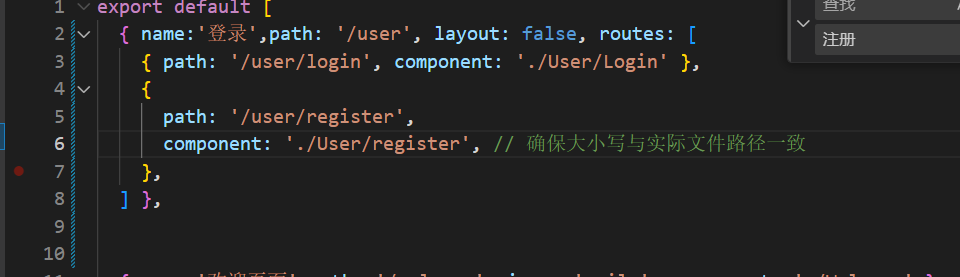 查找
注册
1 export default [
2 { name:'登录',path: '/user', layout: false, routes: [
3 { path: '/user/login', component: './User/Login' },
4 {
5 path: '/user/register',
6 component: './User/register', // 确保大小写与实际文件路径一致
7 },
8 ] },
9
10